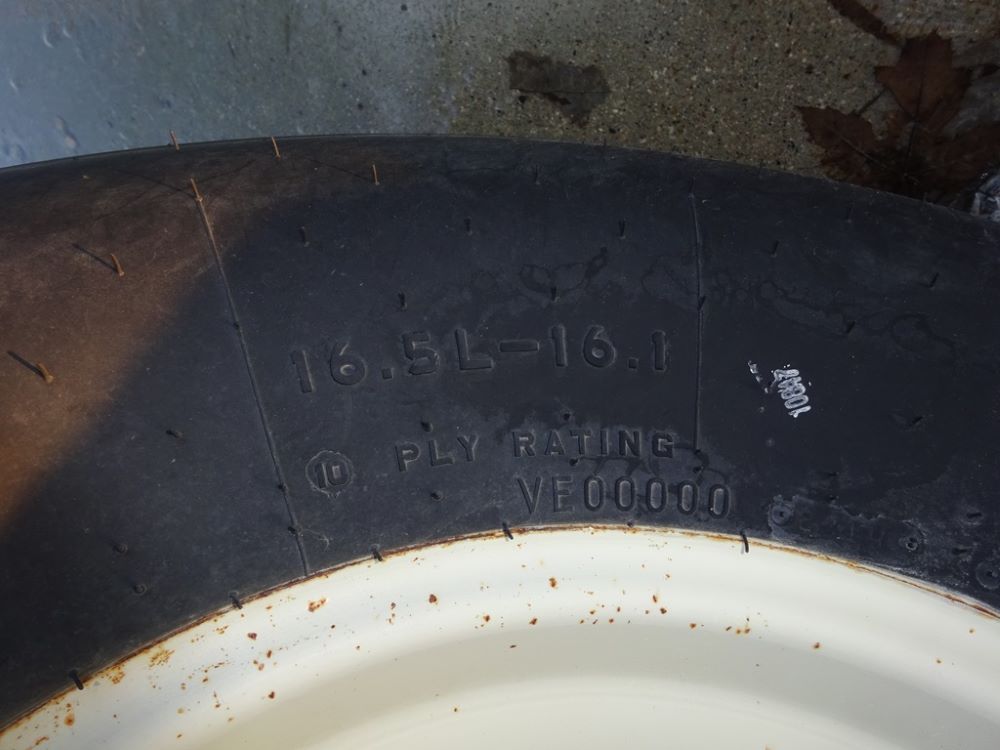 16.5L-16.1
10 PLY RATING
VE00000